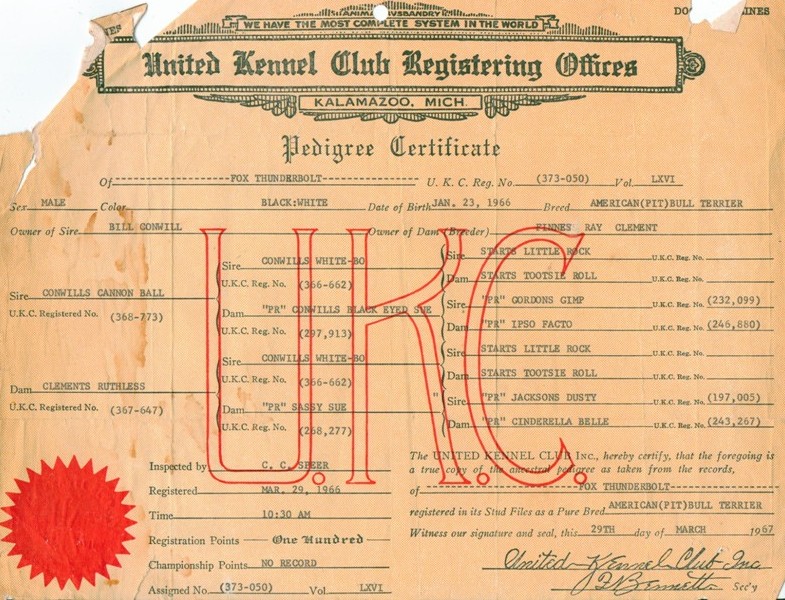 WE HAVE THE MOST COMPLETE SYSTEM IN THE WORLD
United Kennel Club Registering Offices
KALAMAZOO, MICH.
Pedigree Certificate
Of FOX THUNDERBOLT U. K. C. Reg. No. (373-050) Vol. LXVI
Sex MALE Color BLACK:WHITE Date of Birth JAN. 23, 1966 Breed AMERICAN(PIT)BULL TERRIER
Owner of Sire BILL CONWILL Owner of Dam (Breeder) FINNES RAY CLEMENT
Sire CONWILLS CANNON BALL
U.K.C. Registered No. (368-773)
Dam CLEMENTS RUTHLESS
U.K.C. Registered No. (367-647)
Sire CONWILLS WHITE-BO
U.K.C. Reg. No. (366-662)
Dam "PR" CONWILLS BLACK EYED SUE
U.K.C. Reg. No. (297,913)
Sire CONWILLS WHITE-BO
U.K.C. Reg. No. (366-662)
Dam "PR" SASSY SUE
U.K.C. Reg. No. (268,277)
Sire STARTS LITTLE ROCK U.K.C. Reg. No.
Dam STARTS TOOTSIE ROLL U.K.C. Reg. No.
Sire "PR" GORDONS GIMP U.K.C. Reg. No. (232,099)
Dam "PR" IPSO FACTO U.K.C. Reg. No. (246,880)
Sire STARTS LITTLE ROCK U.K.C. Reg. No.
Dam STARTS TOOTSIE ROLL U.K.C. Reg. No.
" Sire "PR" JACKSONS DUSTY U.K.C. Reg. No. (197,005)
Dam "PR" CINDERELLA BELLE U.K.C. Reg. No. (243,267)
U.K.C.
Inspected by C. C. SPEER
Registered MAR. 29, 1966
Time 10:30 AM
Registration Points — One Hundred —
Championship Points NO RECORD
Assigned No. (373-050) Vol. LXVI
The UNITED KENNEL CLUB Inc., hereby certify, that the foregoing is
a true copy of the ancestral pedigree as taken from the records,
of FOX THUNDERBOLT
registered in its Stud Files as a Pure Bred AMERICAN(PIT)BULL TERRIER
Witness our signature and seal, this 29TH day of MARCH 1967
United Kennel Club Inc
Sec'y